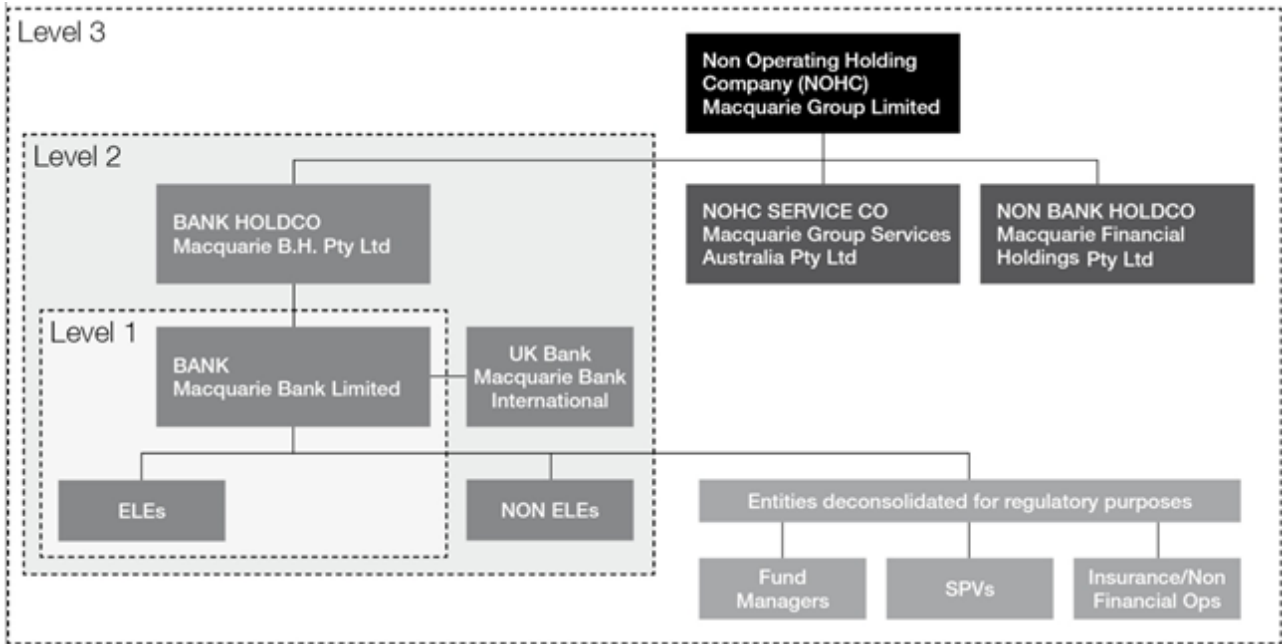 Level 3
Non Operating Holding
Company (NOHC)
Macquarie Group Limited
Level 2
BANK HOLDCO
Macquarie B.H. Pty Ltd
NOHC SERVICE CO
Macquarie Group Services
Australia Pty Ltd
NON BANK HOLDCO
Macquarie Financial
Holdings Pty Ltd
Level 1
BANK
Macquarie Bank Limited
UK Bank
Macquarie Bank
International
ELEs
NON ELEs
Entities deconsolidated for regulatory purposes
Fund
Managers
SPVs
Insurance/Non
Financial Ops